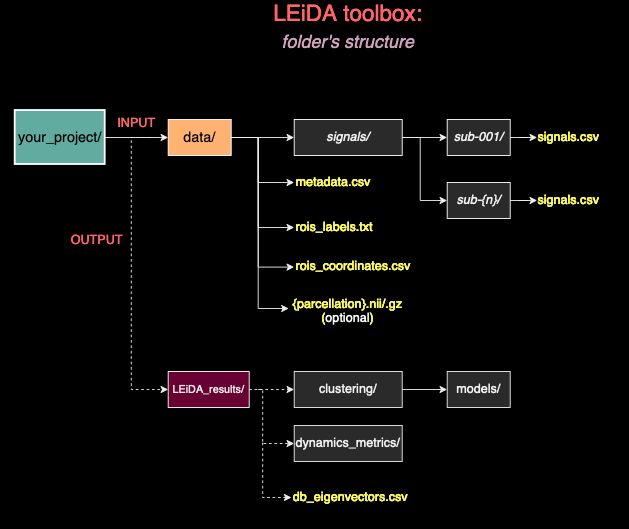 LEiDA toolbox:
folder's structure
your_project/
INPUT
data/
signals/
sub-001/
signals.csv
metadata.csv
sub-{n}/
signals.csv
rois_labels.txt
OUTPUT
rois_coordinates.csv
{parcellation}.nii/.gz
(optional)
LEiDA_results/
clustering/
models/
dynamics_metrics/
db_eigenvectors.csv